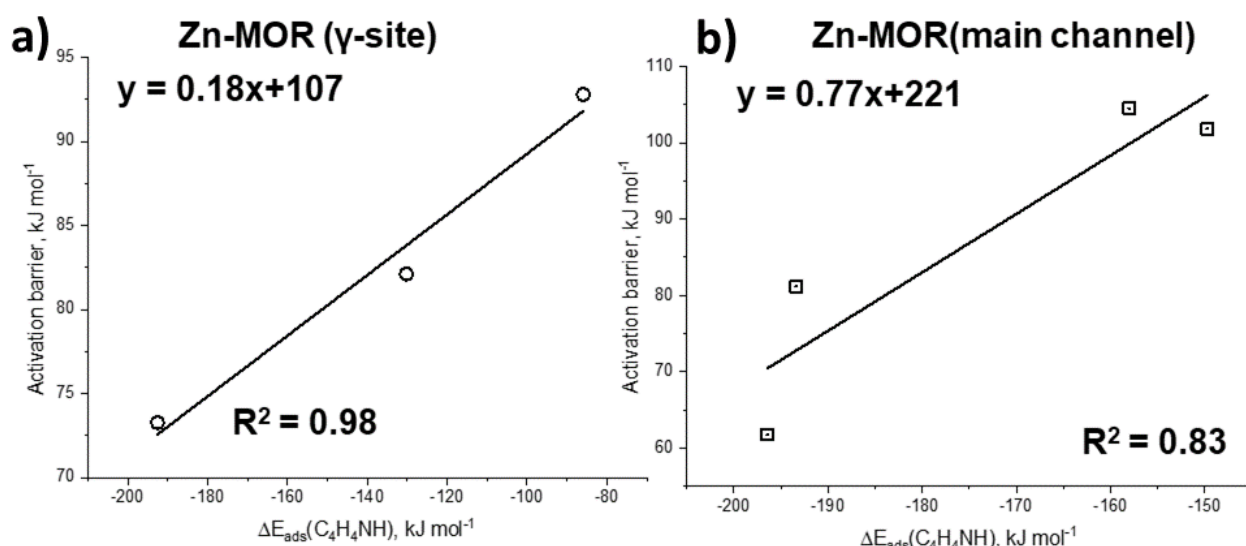 a)
Zn-MOR (γ-site)
y = 0.18x+107
R² = 0.98
Activation barrier, kJ mol⁻¹
95
90
85
80
75
70
-200 -180 -160 -140 -120 -100 -80
ΔE_ads(C₄H₄NH), kJ mol⁻¹
b)
Zn-MOR(main channel)
y = 0.77x+221
R² = 0.83
Activation barrier, kJ mol⁻¹
110
100
90
80
70
60
-200 -190 -180 -170 -160 -150
ΔE_ads(C₄H₄NH), kJ mol⁻¹